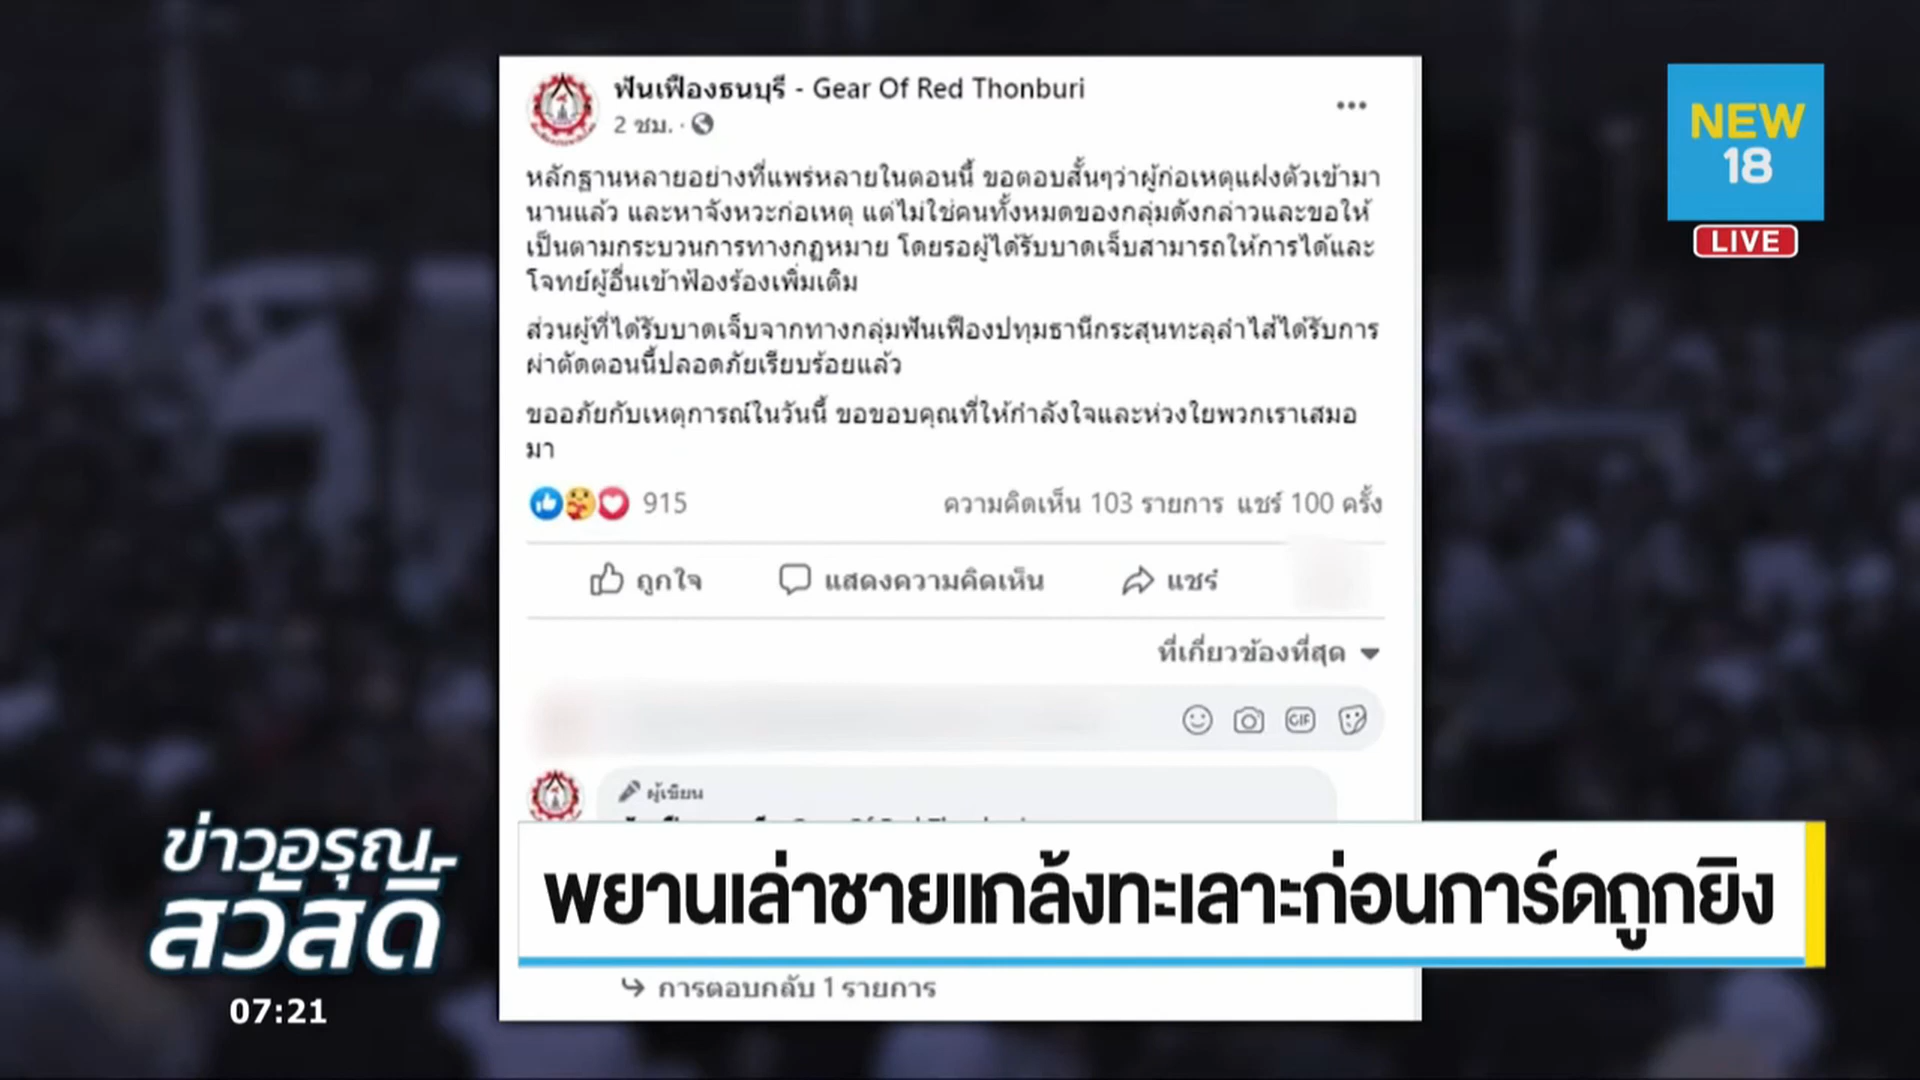 ฟันเฟืองธนบุรี - Gear Of Red Thonburi
2 ชม. ·
หลักฐานหลายอย่างที่แพร่หลายในตอนนี้ ขอตอบสั้นๆว่าผู้ก่อเหตุแฝงตัวเข้ามา
นานแล้ว และหาจังหวะก่อเหตุ แต่ไม่ใช่คนทั้งหมดของกลุ่มดังกล่าวและขอให้
เป็นตามกระบวนการทางกฏหมาย โดยรอผู้ได้รับบาดเจ็บสามารถให้การได้และ
โจทย์ผู้อื่นเข้าฟ้องร้องเพิ่มเติม
ส่วนผู้ที่ได้รับบาดเจ็บจากทางกลุ่มฟันเฟืองปทุมธานีกระสุนทะลุลำไส้ได้รับการ
ผ่าตัดตอนนี้ปลอดภัยเรียบร้อยแล้ว
ขออภัยกับเหตุการณ์ในวันนี้ ขอขอบคุณที่ให้กำลังใจและห่วงใยพวกเราเสมอ
มา
915 ความคิดเห็น 103 รายการ แชร์ 100 ครั้ง
ถูกใจ แสดงความคิดเห็น แชร์
ที่เกี่ยวข้องที่สุด
GIF
ผู้เขียน
การตอบกลับ 1 รายการ
NEW
18
LIVE
พยานเล่าชายแกล้งทะเลาะก่อนการ์ดถูกยิง
ข่าวอรุณ
สวัสดิ์
07:21